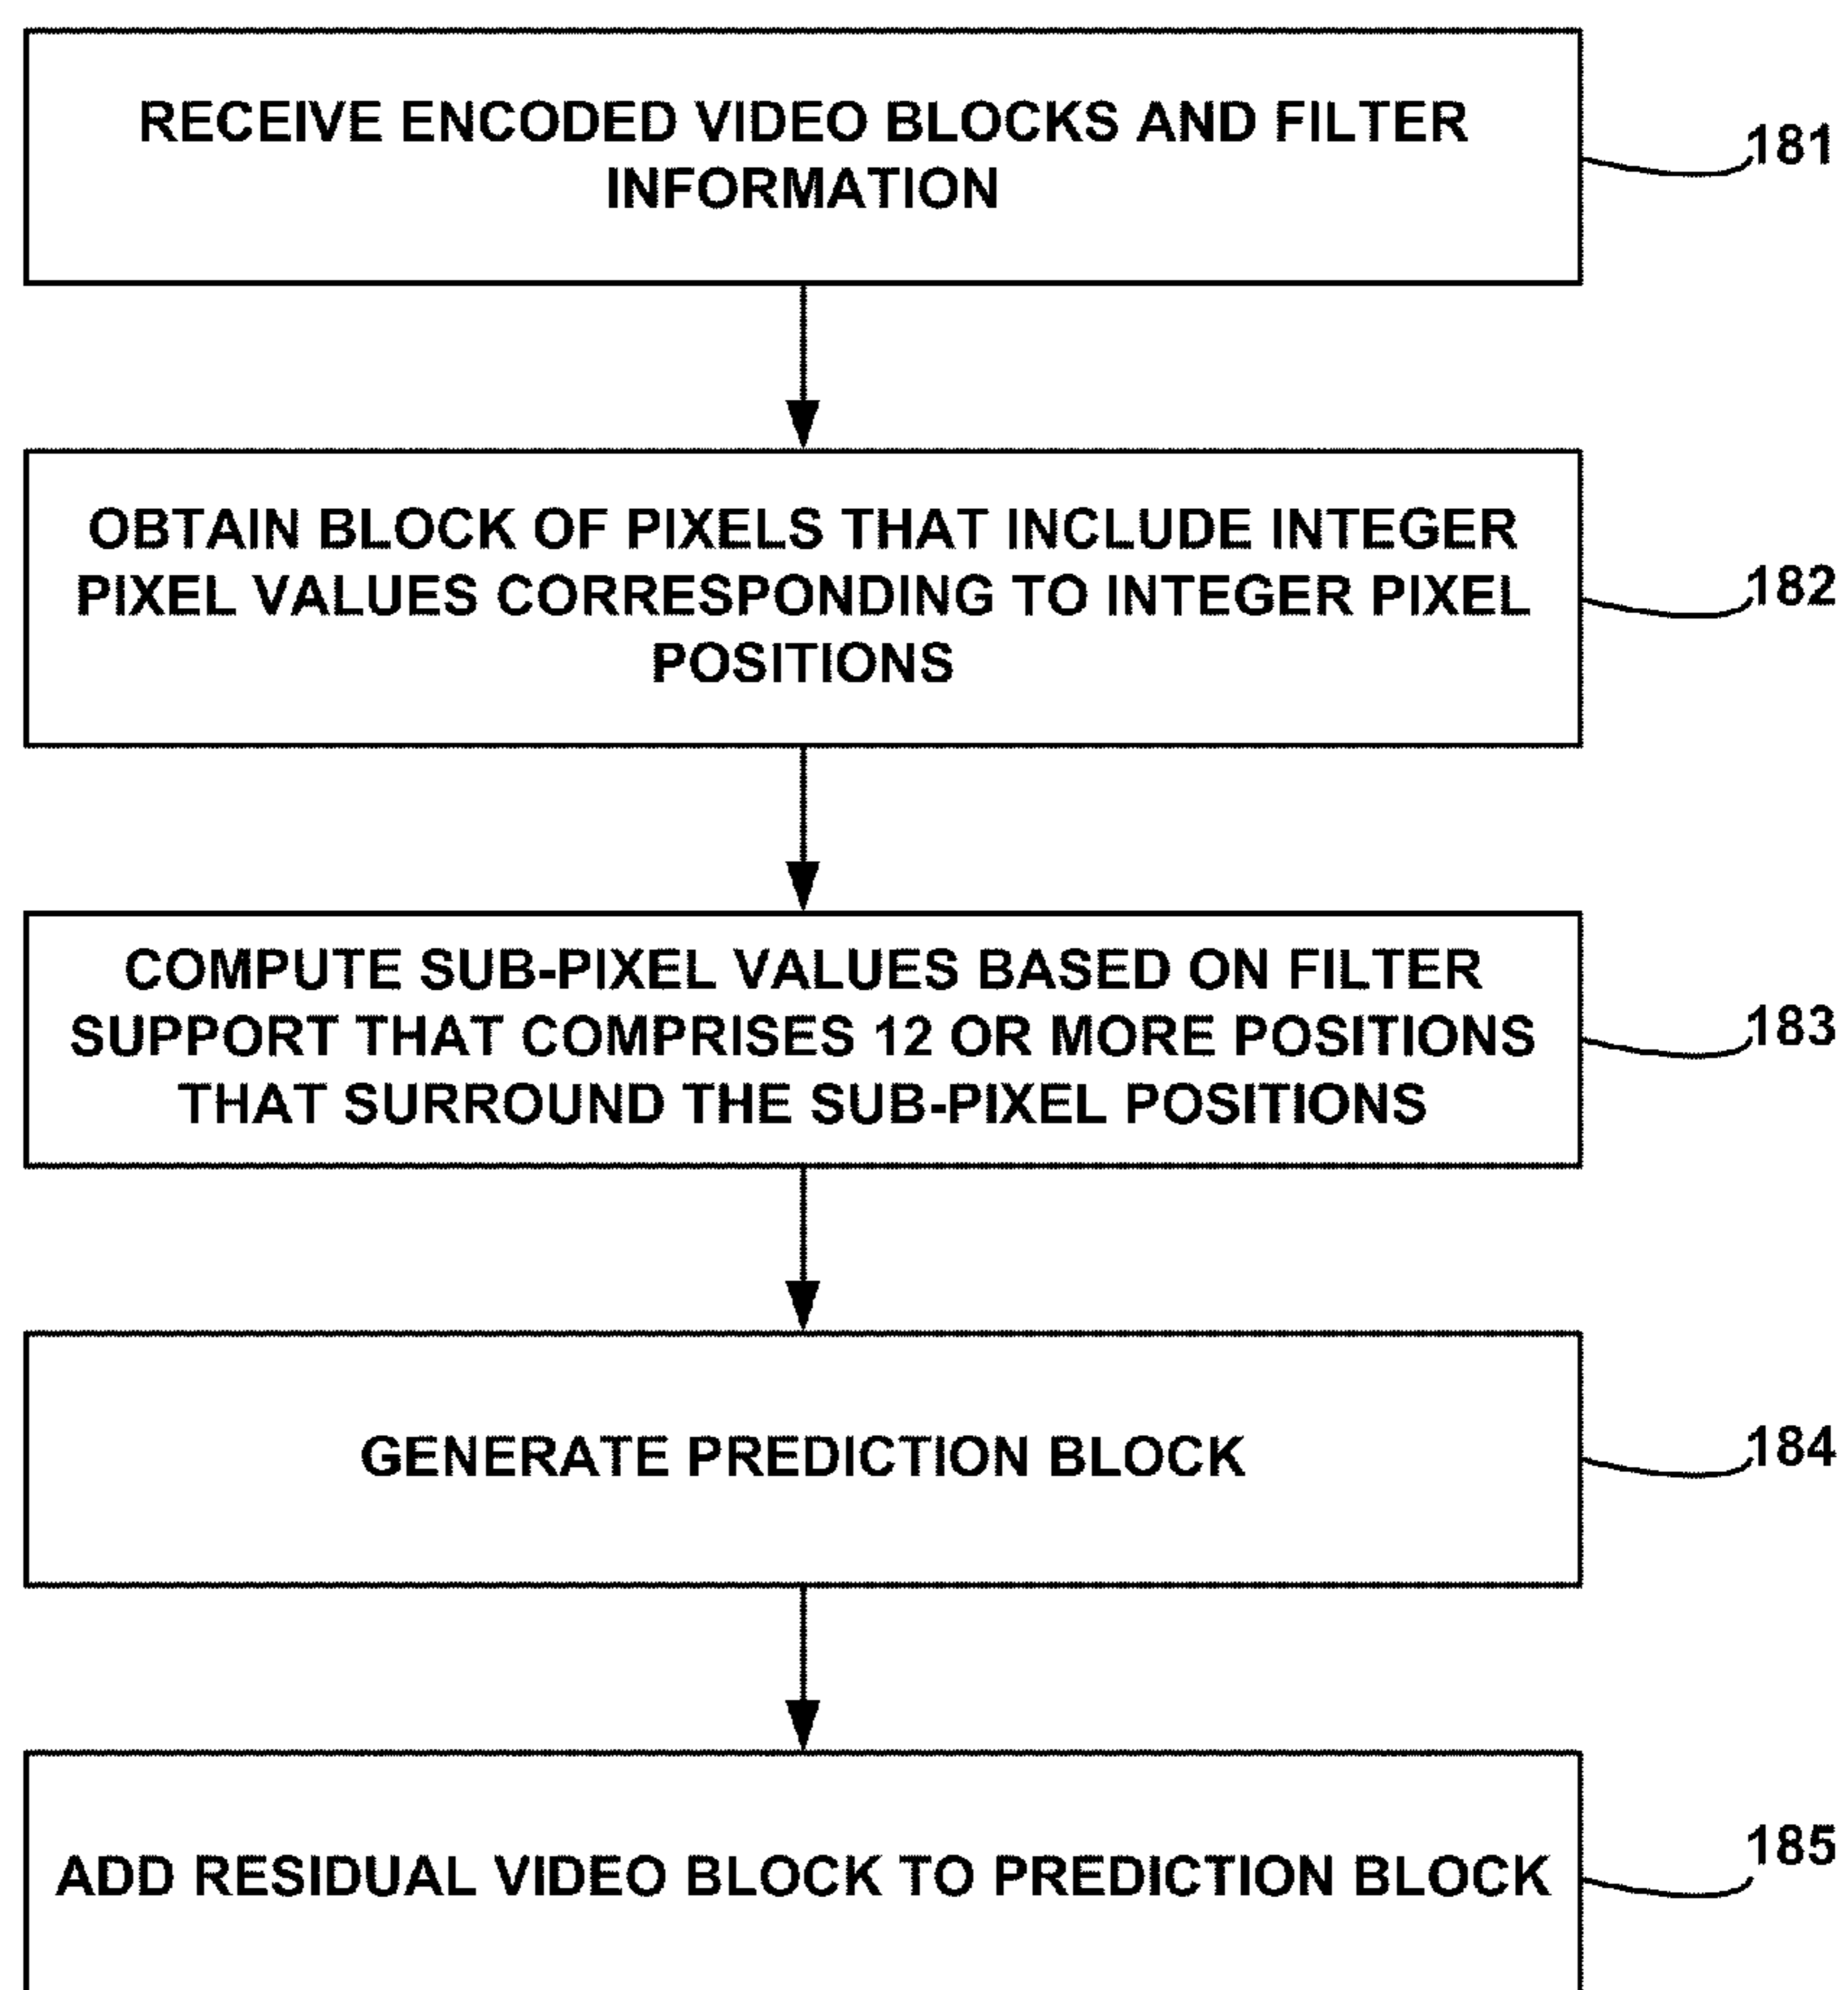 RECEIVE ENCODED VIDEO BLOCKS AND FILTER
INFORMATION
181
OBTAIN BLOCK OF PIXELS THAT INCLUDE INTEGER
PIXEL VALUES CORRESPONDING TO INTEGER PIXEL
POSITIONS
182
COMPUTE SUB-PIXEL VALUES BASED ON FILTER
SUPPORT THAT COMPRISES 12 OR MORE POSITIONS
THAT SURROUND THE SUB-PIXEL POSITIONS
183
GENERATE PREDICTION BLOCK
184
ADD RESIDUAL VIDEO BLOCK TO PREDICTION BLOCK
185